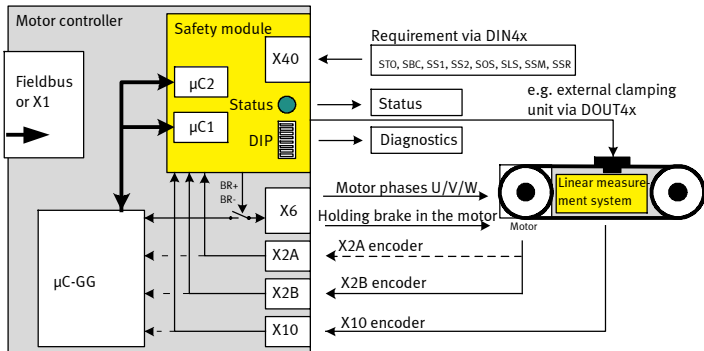 Motor controller
Safety module
Fieldbus
or X1
µC2
µC1
Status
DIP
X40
Requirement via DIN4x
STO, SBC, SS1, SS2, SOS, SLS, SSM, SSR
Status
Diagnostics
e.g. external clamping
unit via DOUT4x
BR+
BR-
X6
Motor phases U/V/W
Holding brake in the motor
Linear measure-
ment system
Motor
µC-GG
X2A
X2A encoder
X2B
X2B encoder
X10
X10 encoder